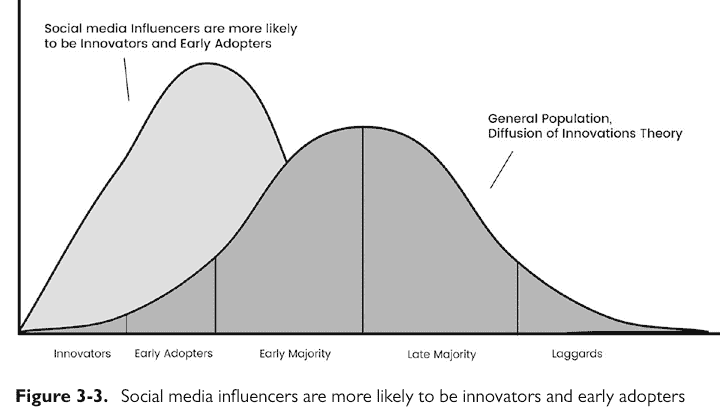 Social media Influencers are more likely
to be Innovators and Early Adopters
General Population,
Diffusion of Innovations Theory
Innovators
Early Adopters
Early Majority
Late Majority
Laggards
Figure 3-3. Social media influencers are more likely to be innovators and early adopters